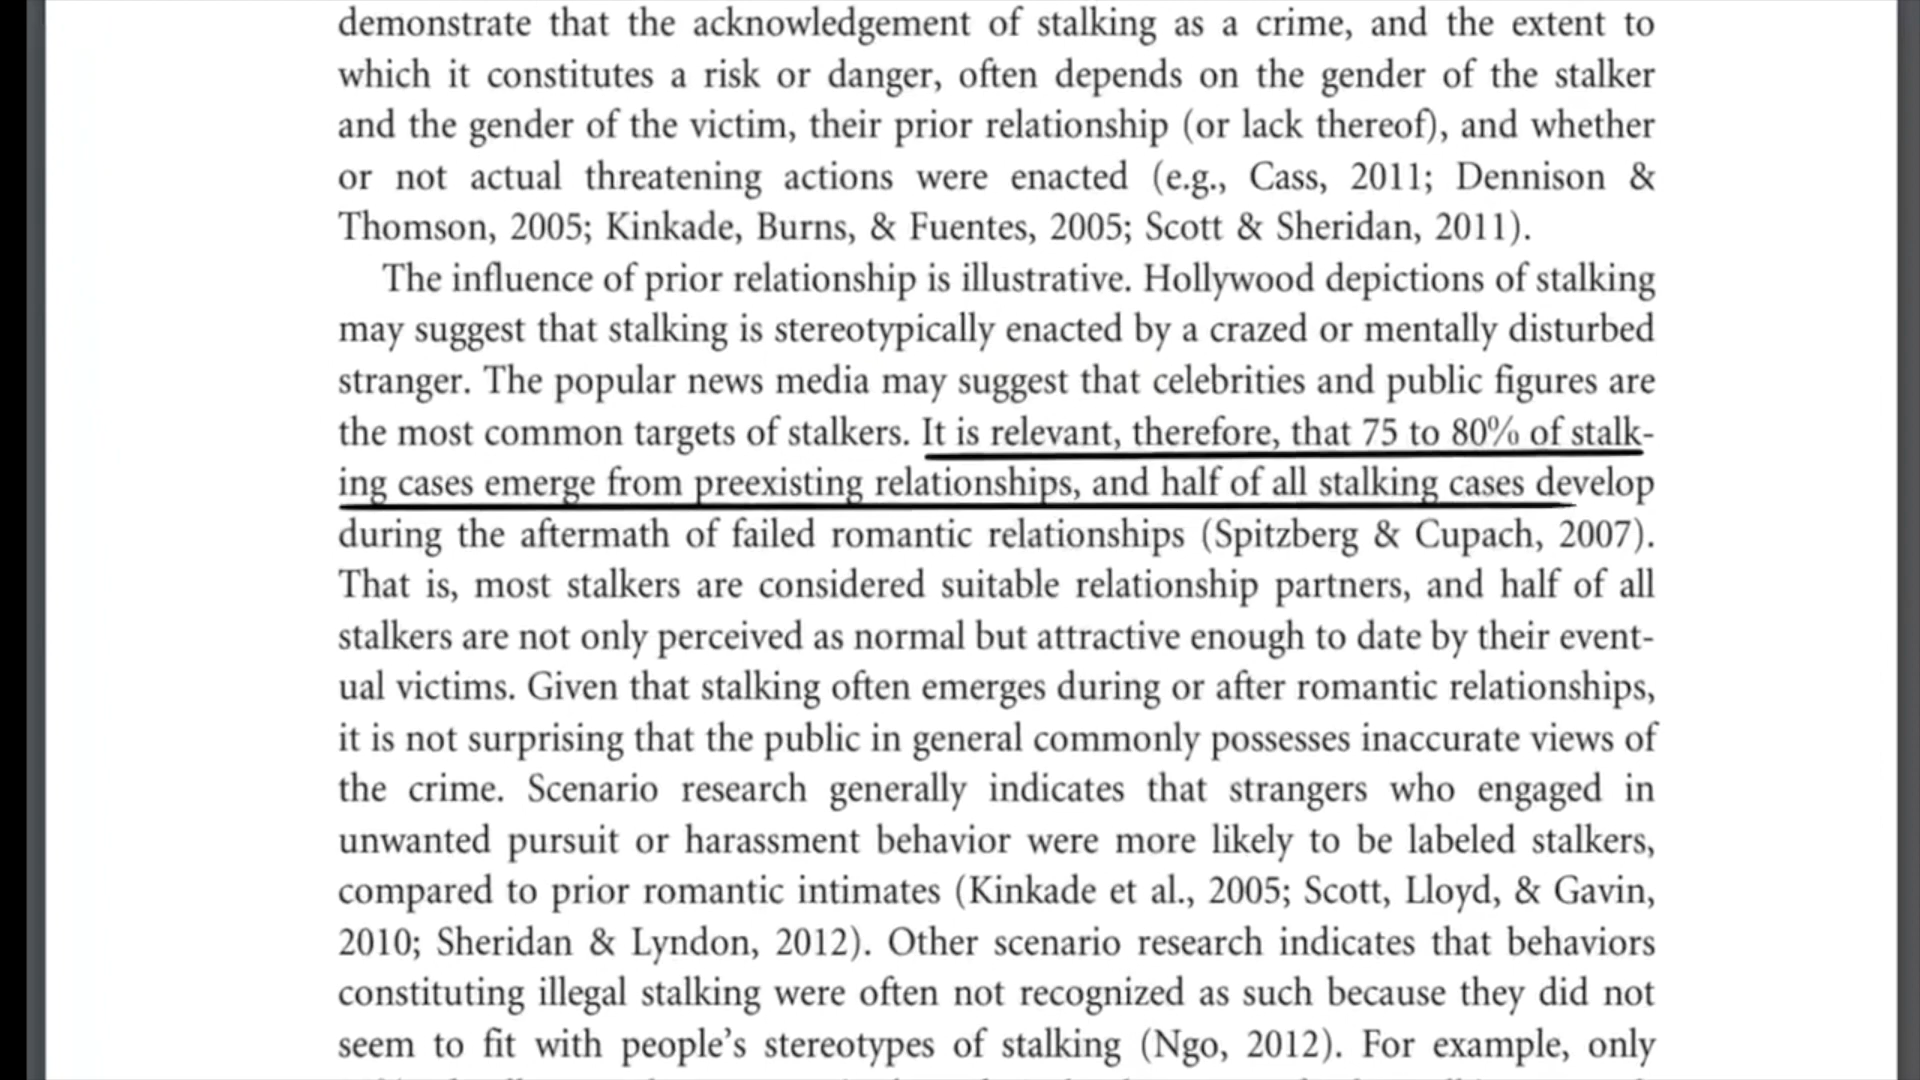 demonstrate that the acknowledgement of stalking as a crime, and the extent to
which it constitutes a risk or danger, often depends on the gender of the stalker
and the gender of the victim, their prior relationship (or lack thereof), and whether
or not actual threatening actions were enacted (e.g., Cass, 2011; Dennison &
Thomson, 2005; Kinkade, Burns, & Fuentes, 2005; Scott & Sheridan, 2011).
The influence of prior relationship is illustrative. Hollywood depictions of stalking
may suggest that stalking is stereotypically enacted by a crazed or mentally disturbed
stranger. The popular news media may suggest that celebrities and public figures are
the most common targets of stalkers. It is relevant, therefore, that 75 to 80% of stalk-
ing cases emerge from preexisting relationships, and half of all stalking cases develop
during the aftermath of failed romantic relationships (Spitzberg & Cupach, 2007).
That is, most stalkers are considered suitable relationship partners, and half of all
stalkers are not only perceived as normal but attractive enough to date by their event-
ual victims. Given that stalking often emerges during or after romantic relationships,
it is not surprising that the public in general commonly possesses inaccurate views of
the crime. Scenario research generally indicates that strangers who engaged in
unwanted pursuit or harassment behavior were more likely to be labeled stalkers,
compared to prior romantic intimates (Kinkade et al., 2005; Scott, Lloyd, & Gavin,
2010; Sheridan & Lyndon, 2012). Other scenario research indicates that behaviors
constituting illegal stalking were often not recognized as such because they did not
seem to fit with people’s stereotypes of stalking (Ngo, 2012). For example, only